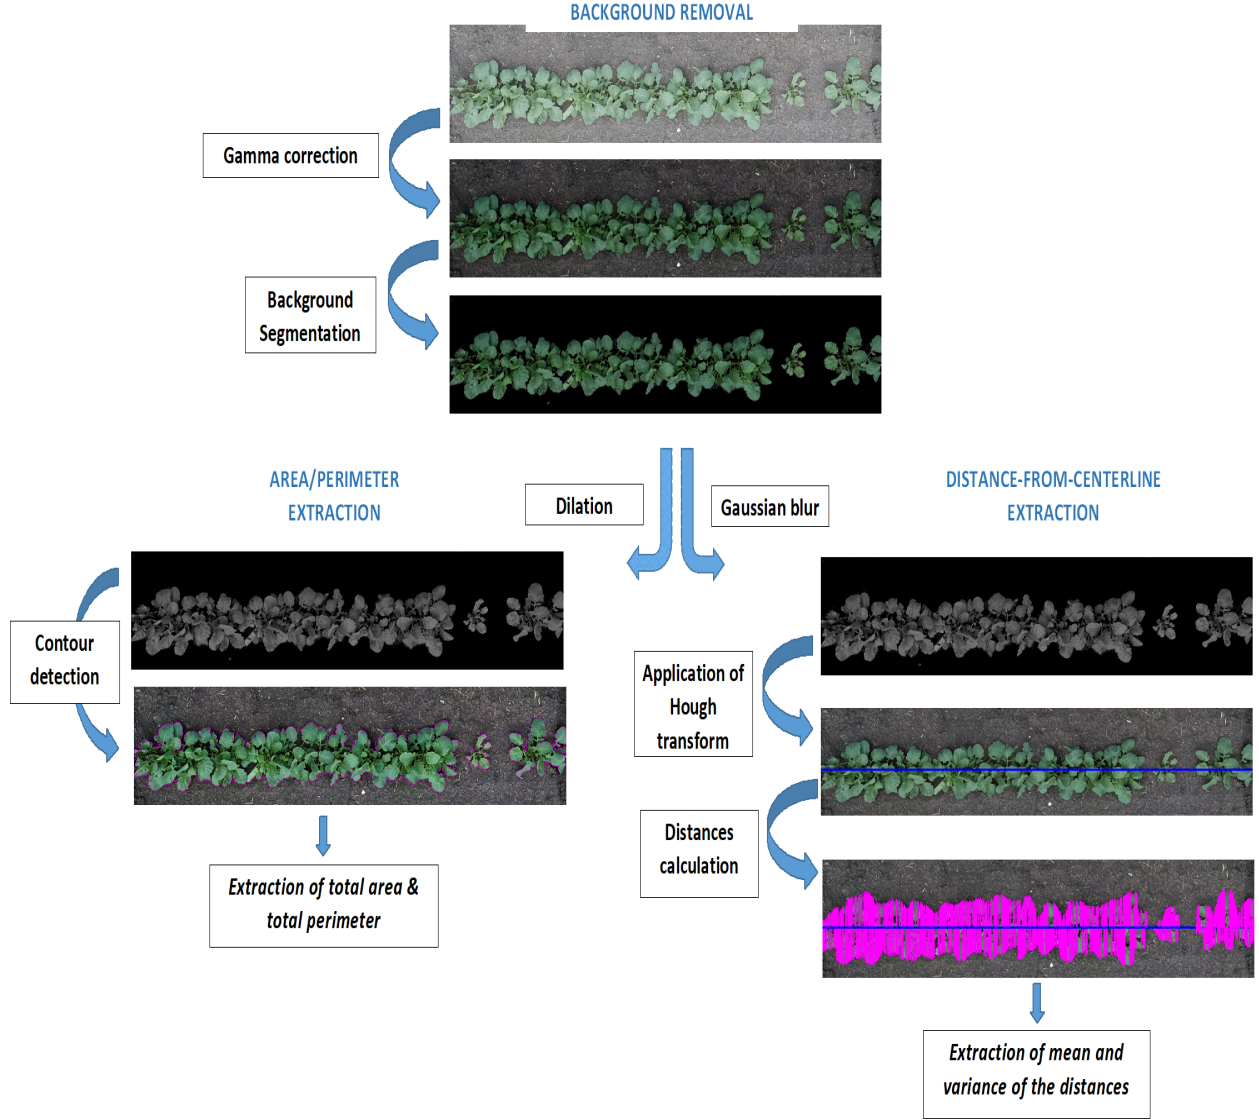 BACKGROUND REMOVAL
Gamma correction
Background
Segmentation
AREA/PERIMETER
EXTRACTION
Dilation
Gaussian blur
DISTANCE-FROM-CENTERLINE
EXTRACTION
Contour
detection
Extraction of total area &
total perimeter
Application of
Hough
transform
Distances
calculation
Extraction of mean and
variance of the distances